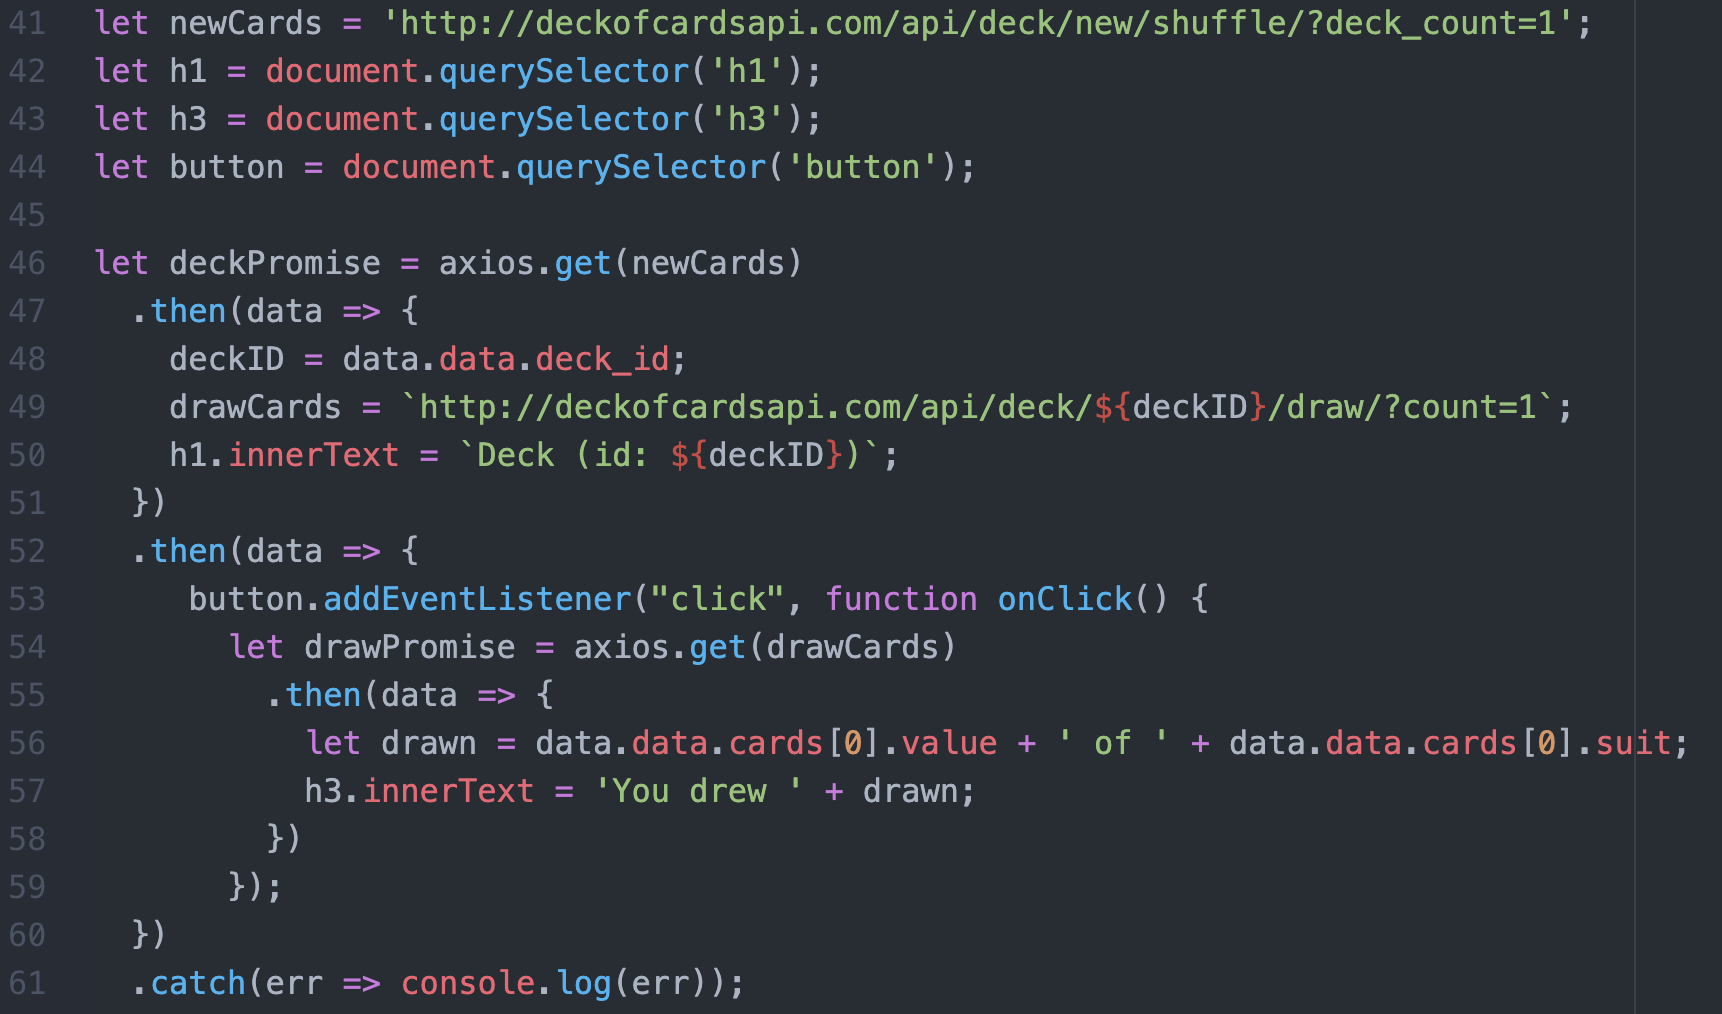 41 let newCards = 'http://deckofcardsapi.com/api/deck/new/shuffle/?deck_count=1';
42 let h1 = document.querySelector('h1');
43 let h3 = document.querySelector('h3');
44 let button = document.querySelector('button');
45
46 let deckPromise = axios.get(newCards)
47   .then(data => {
48     deckID = data.data.deck_id;
49     drawCards = `http://deckofcardsapi.com/api/deck/${deckID}/draw/?count=1`;
50     h1.innerText = `Deck (id: ${deckID})`;
51   })
52   .then(data => {
53      button.addEventListener("click", function onClick() {
54        let drawPromise = axios.get(drawCards)
55          .then(data => {
56            let drawn = data.data.cards[0].value + ' of ' + data.data.cards[0].suit;
57            h3.innerText = 'You drew ' + drawn;
58          })
59        });
60   })
61   .catch(err => console.log(err));